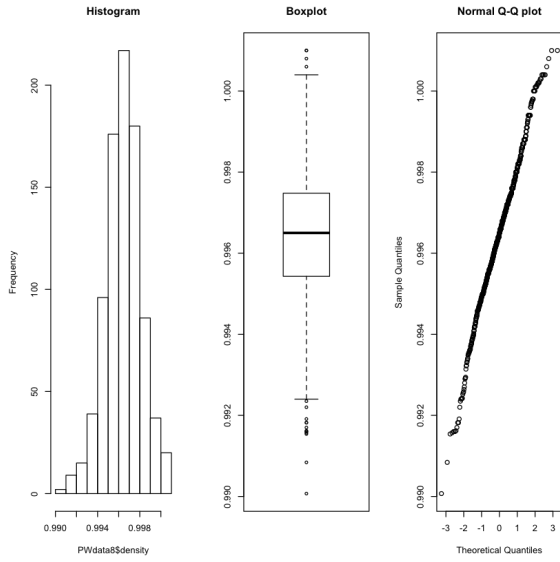 Histogram
Frequency
200
150
100
50
0
0.990 0.994 0.998
PWdata8$density
Boxplot
1.000
0.998
0.996
0.994
0.992
0.990
Normal Q-Q plot
Sample Quantiles
1.000
0.998
0.996
0.994
0.992
0.990
-3 -2 -1 0 1 2 3
Theoretical Quantiles